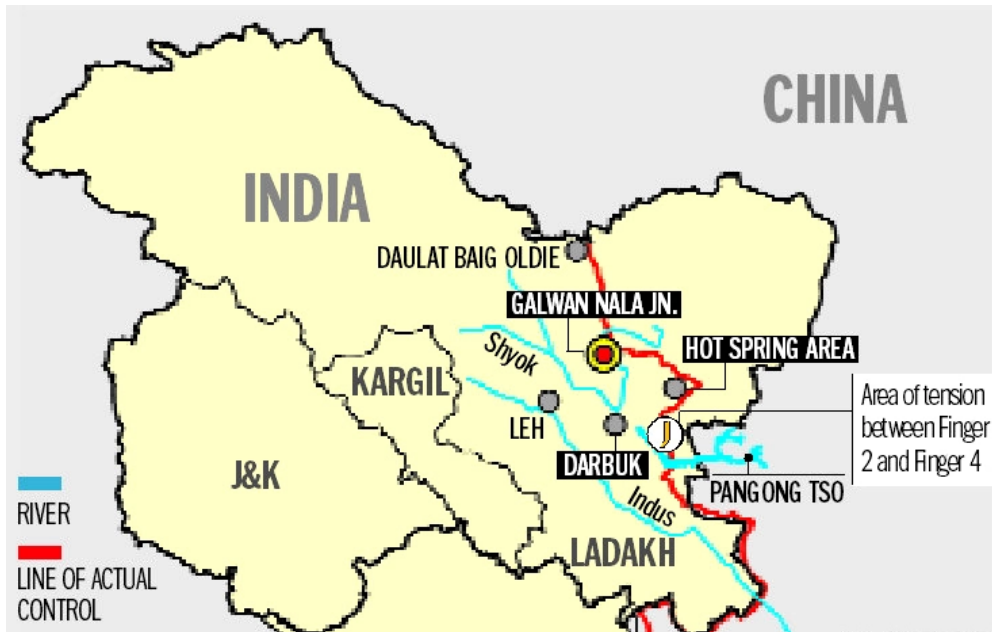 CHINA
INDIA
DAULAT BAIG OLDIE
GALWAN NALA JN.
Shyok
HOT SPRING AREA
KARGIL
Area of tension
between Finger
2 and Finger 4
LEH
J
DARBUK
J&K
PANGONG TSO
Indus
RIVER
LADAKH
LINE OF ACTUAL
CONTROL